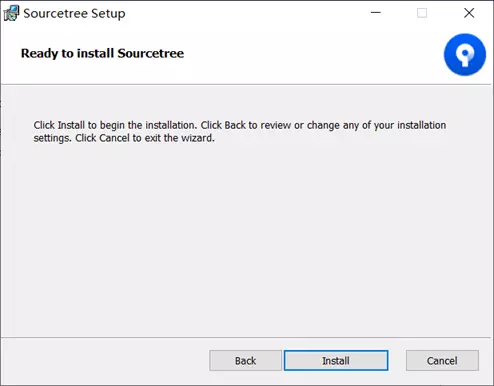 Sourcetree Setup
Ready to install Sourcetree
Click Install to begin the installation. Click Back to review or change any of your installation
settings. Click Cancel to exit the wizard.
Back Install Cancel